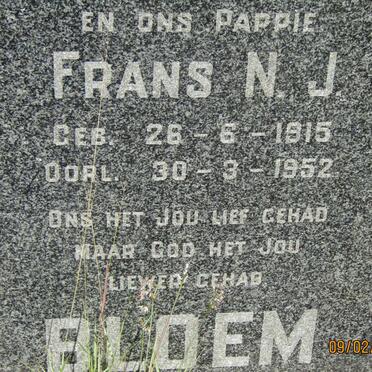 EN ONS PAPPIE
FRANS N. J.
GEB. 26 - 6 - 1915
OORL. 30 - 3 - 1952
ONS HET JOU LIEF GEHAD
MAAR GOD HET JOU
LIEWER GEHAD
BLOEM
09/02